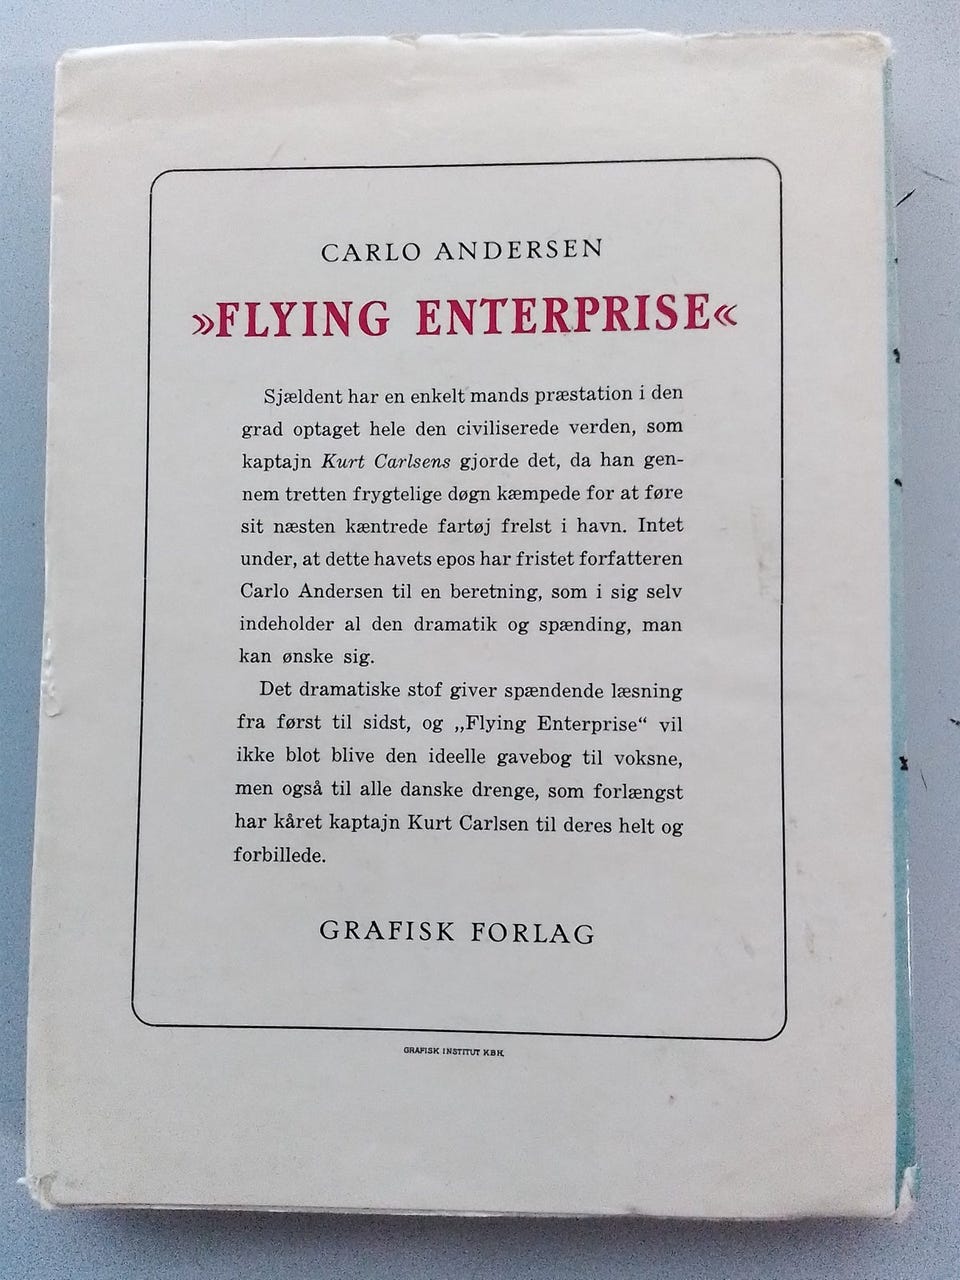 CARLO ANDERSEN
»FLYING ENTERPRISE«
Sjældent har en enkelt mands præstation i den
grad optaget hele den civiliserede verden, som
kaptajn Kurt Carlsens gjorde det, da han gen-
nem tretten frygtelige døgn kæmpede for at føre
sit næsten kæntrede fartøj frelst i havn. Intet
under, at dette havets epos har fristet forfatteren
Carlo Andersen til en beretning, som i sig selv
indeholder al den dramatik og spænding, man
kan ønske sig.
Det dramatiske stof giver spændende læsning
fra først til sidst, og „Flying Enterprise“ vil
ikke blot blive den ideelle gavebog til voksne,
men også til alle danske drenge, som forlængst
har kåret kaptajn Kurt Carlsen til deres helt og
forbillede.
GRAFISK FORLAG
GRAFISK INSTITUT KBH.